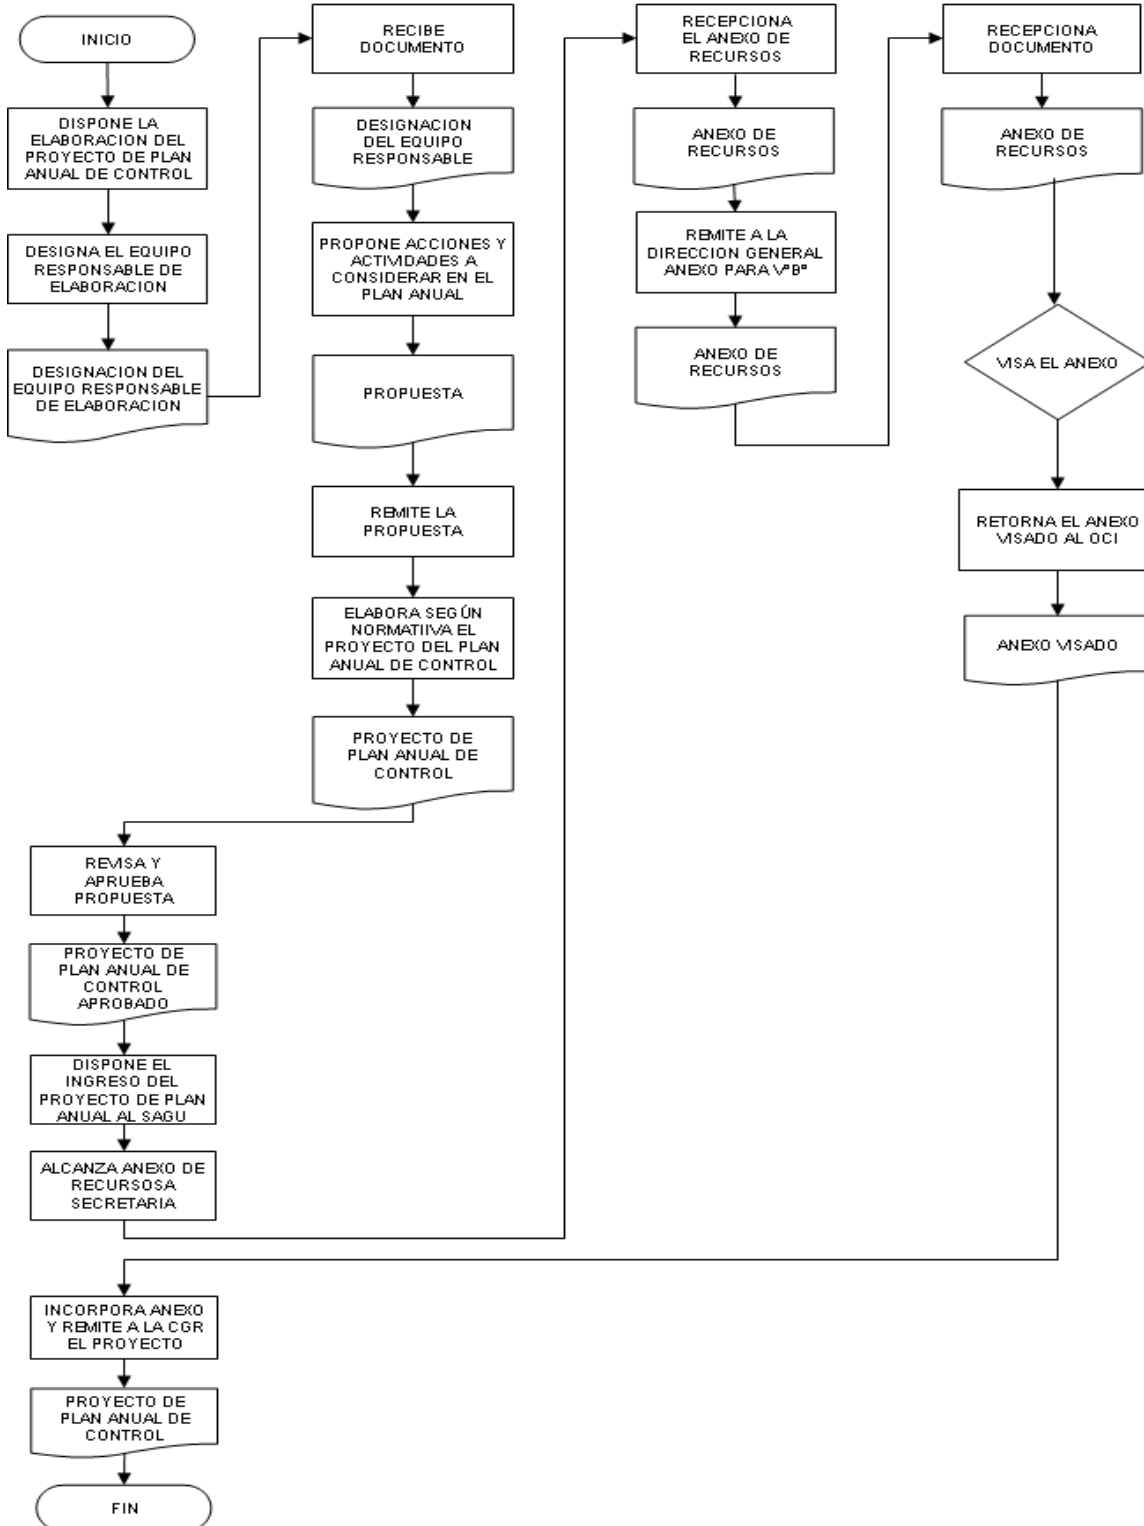 INICIO
DISPONE LA
ELABORACION DEL
PROYECTO DE PLAN
ANUAL DE CONTROL
DESIGNA EL EQUIPO
RESPONSABLE DE
ELABORACION
DESIGNACION DEL
EQUIPO RESPONSABLE
DE ELABORACION
RECIBE
DOCUMENTO
DESIGNACION
DEL EQUIPO
RESPONSABLE
PROPONE ACCIONES Y
ACTIVIDADES A
CONSIDERAR EN EL
PLAN ANUAL
PROPUESTA
REMITE LA
PROPUESTA
ELABORA SEGÚN
NORMATIIVA EL
PROYECTO DEL PLAN
ANUAL DE CONTROL
PROYECTO DE
PLAN ANUAL DE
CONTROL
REVISA Y
APRUEBA
PROPUESTA
PROYECTO DE
PLAN ANUAL DE
CONTROL
APROBADO
DISPONE EL
INGRESO DEL
PROYECTO DE PLAN
ANUAL AL SAGU
ALCANZA ANEXO DE
RECURSOSA
SECRETARIA
RECEPCIONA
EL ANEXO DE
RECURSOS
ANEXO DE
RECURSOS
REMITE A LA
DIRECCION GENERAL
ANEXO PARA VºBº
ANEXO DE
RECURSOS
RECEPCIONA
DOCUMENTO
ANEXO DE
RECURSOS
VISA EL ANEXO
RETORNA EL ANEXO
VISADO AL OCI
ANEXO VISADO
INCORPORA ANEXO
Y REMITE A LA CGR
EL PROYECTO
PROYECTO DE
PLAN ANUAL DE
CONTROL
FIN